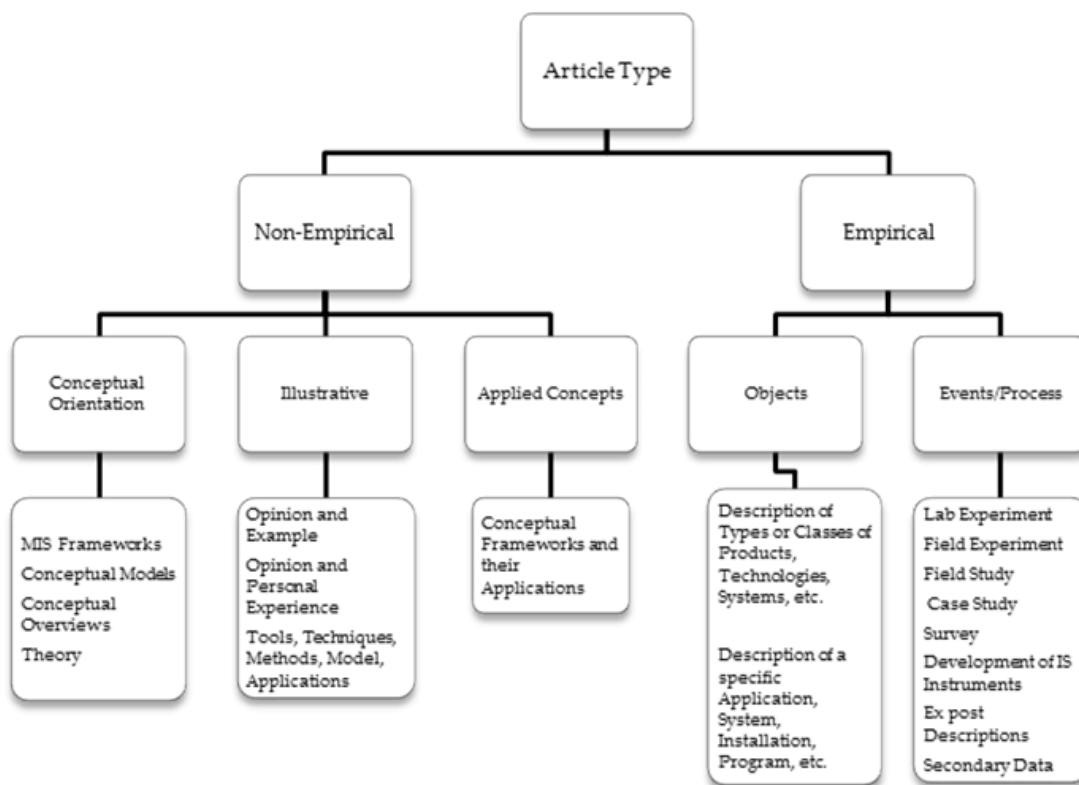 Article Type
Non-Empirical
Empirical
Conceptual
Orientation
Illustrative
Applied Concepts
Objects
Events/Process
MIS Frameworks
Conceptual Models
Conceptual
Overviews
Theory
Opinion and
Example
Opinion and
Personal
Experience
Tools, Techniques,
Methods, Model,
Applications
Conceptual
Frameworks and
their
Applications
Description of
Types or Classes of
Products,
Technologies,
Systems, etc.
Description of a
specific
Application,
System,
Installation,
Program, etc.
Lab Experiment
Field Experiment
Field Study
Case Study
Survey
Development of IS
Instruments
Ex post
Descriptions
Secondary Data